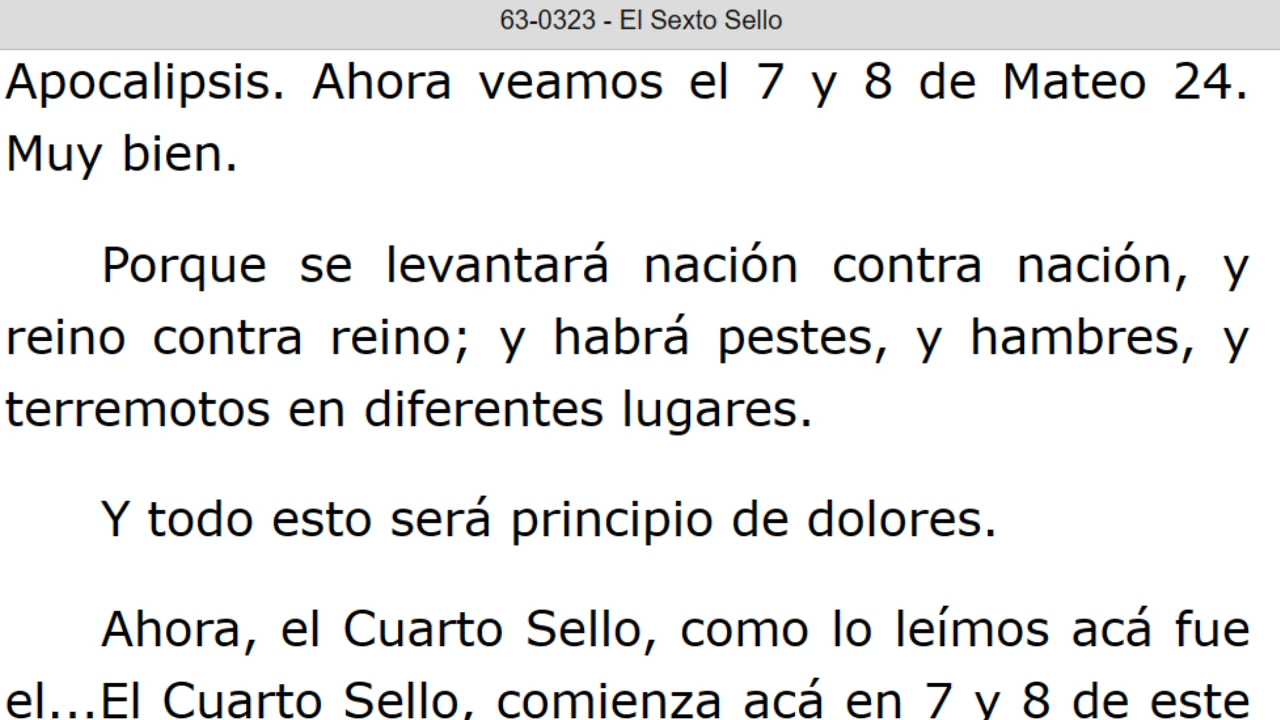 63-0323 - El Sexto Sello
Apocalipsis. Ahora veamos el 7 y 8 de Mateo 24.
Muy bien.
Porque se levantará nación contra nación, y
reino contra reino; y habrá pestes, y hambres, y
terremotos en diferentes lugares.
Y todo esto será principio de dolores.
Ahora, el Cuarto Sello, como lo leímos acá fue
el...El Cuarto Sello, comienza acá en 7 y 8 de este